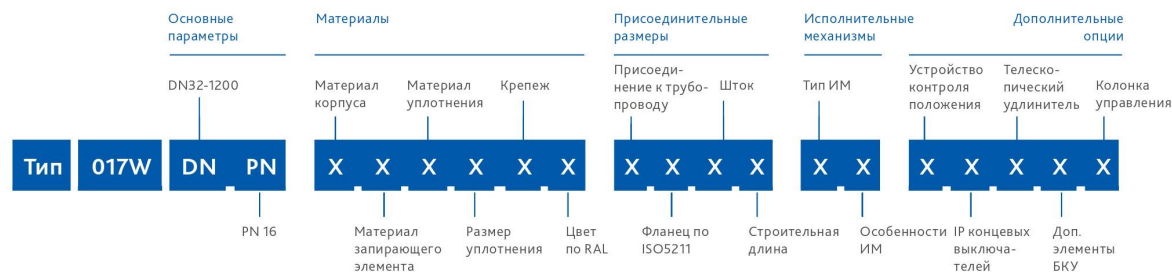 Основные
параметры
Материалы
Присоединительные
размеры
Исполнительные
механизмы
Дополнительные
опции
DN32-1200
Материал
корпуса
Материал
уплотнения
Крепеж
Присоеди-
нение к трубо-
проводу
Шток
Тип ИМ
Устройство
контроля
положения
Телеско-
пический
удлинитель
Колонка
управления
Тип 017W DN PN X X X X X X X X X X X X X X X X X
PN 16
Материал
запирающего
элемента
Размер
уплотнения
Цвет
по RAL
Фланец по
ISO5211
Строительная
длина
Особенности
ИМ
IP концевых
выключа-
телей
Доп.
элементы
БКУ